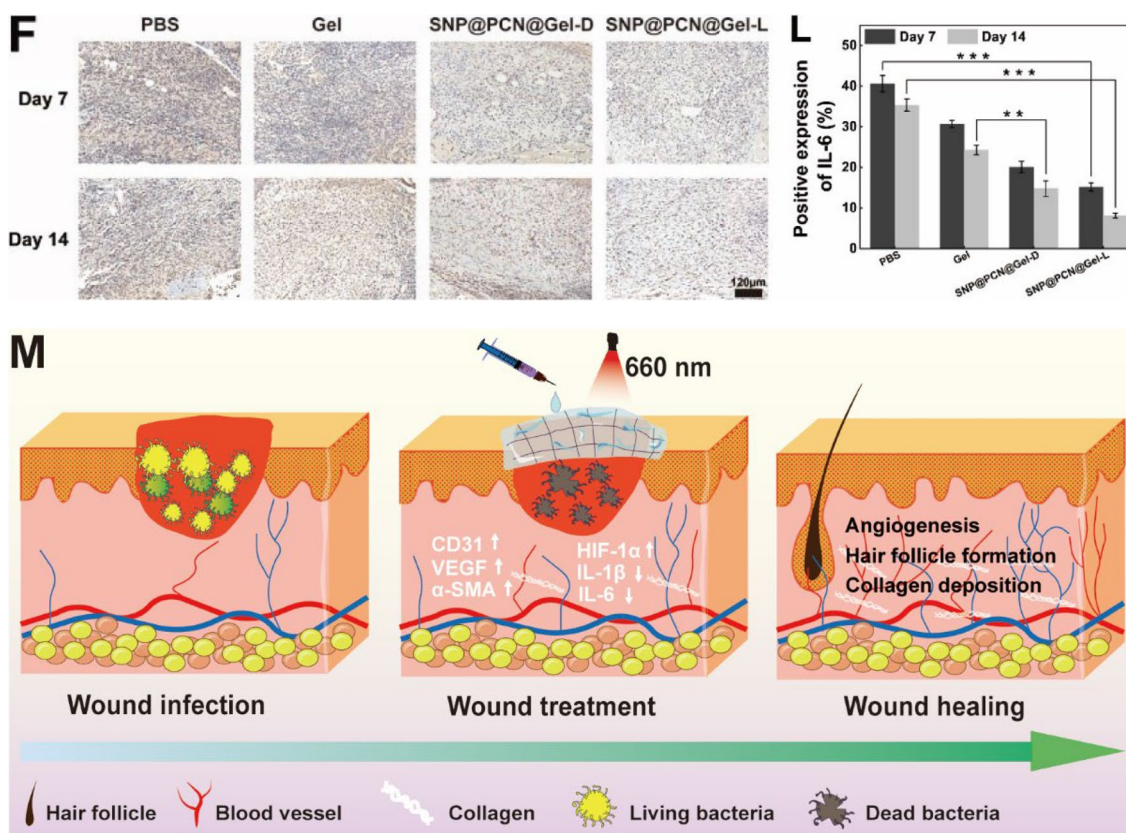 F
PBS Gel SNP@PCN@Gel-D SNP@PCN@Gel-L
Day 7
Day 14
120μm
L
Day 7 Day 14
***
***
**
Positive expression
of IL-6 (%)
50
40
30
20
10
0
PBS
Gel
SNP@PCN@Gel-D
SNP@PCN@Gel-L
M
660 nm
CD31 ↑
VEGF ↑
α-SMA ↑
HIF-1α ↑
IL-1β ↓
IL-6 ↓
Angiogenesis
Hair follicle formation
Collagen deposition
Wound infection
Wound treatment
Wound healing
Hair follicle
Blood vessel
Collagen
Living bacteria
Dead bacteria